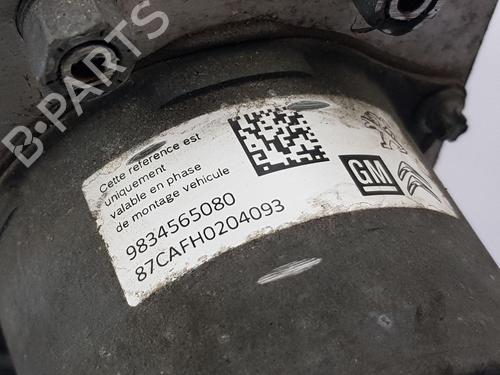 B-PARTS
Cette reference est
uniquement
valable en phase
de montage vehicule
9834565080
87CAFH0204093
GM